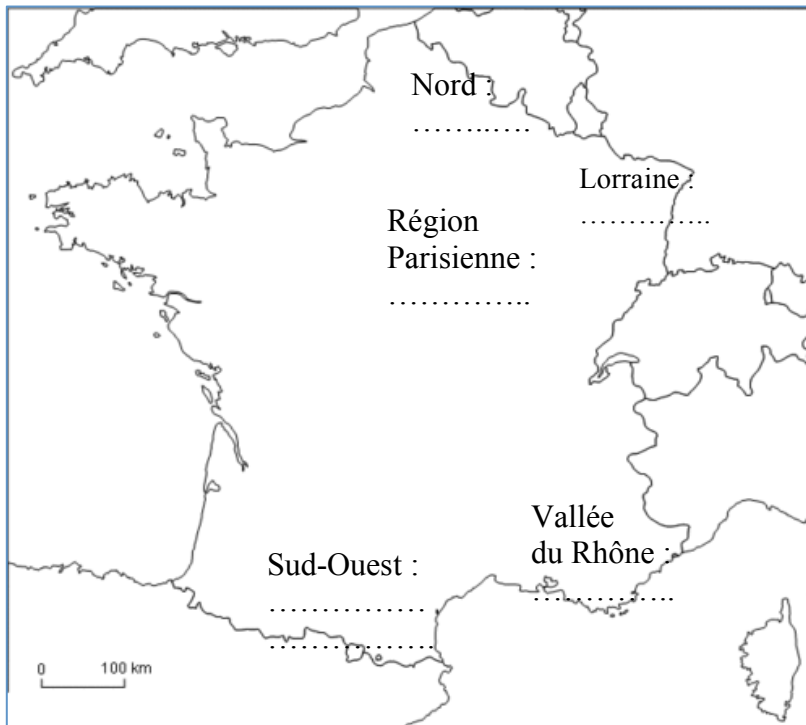 Nord :
……..….
Lorraine :
…………..
Région
Parisienne :
…………..
Vallée
du Rhône :
…………..
Sud-Ouest :
……………
……………
0 100 km